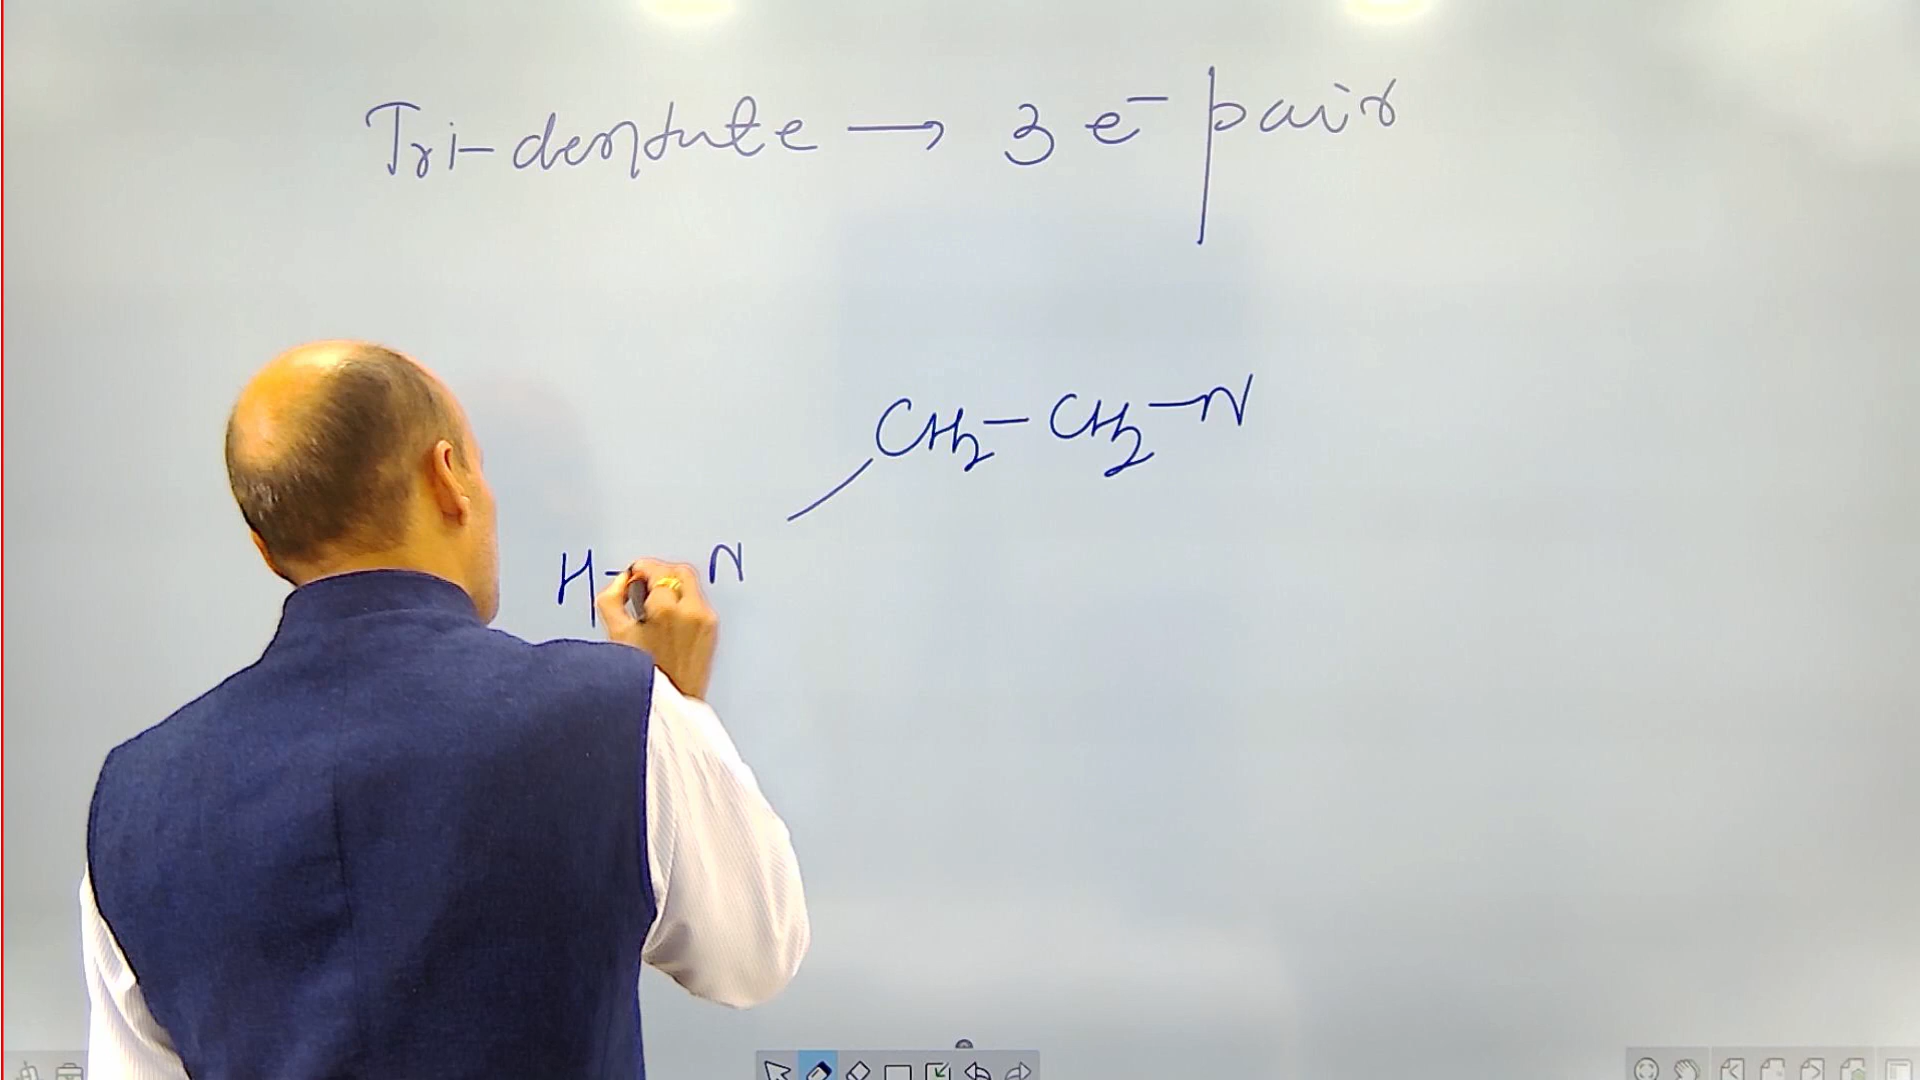 Tri-dentate → 3 e⁻ pair
CH₂-CH₂-N
H- N